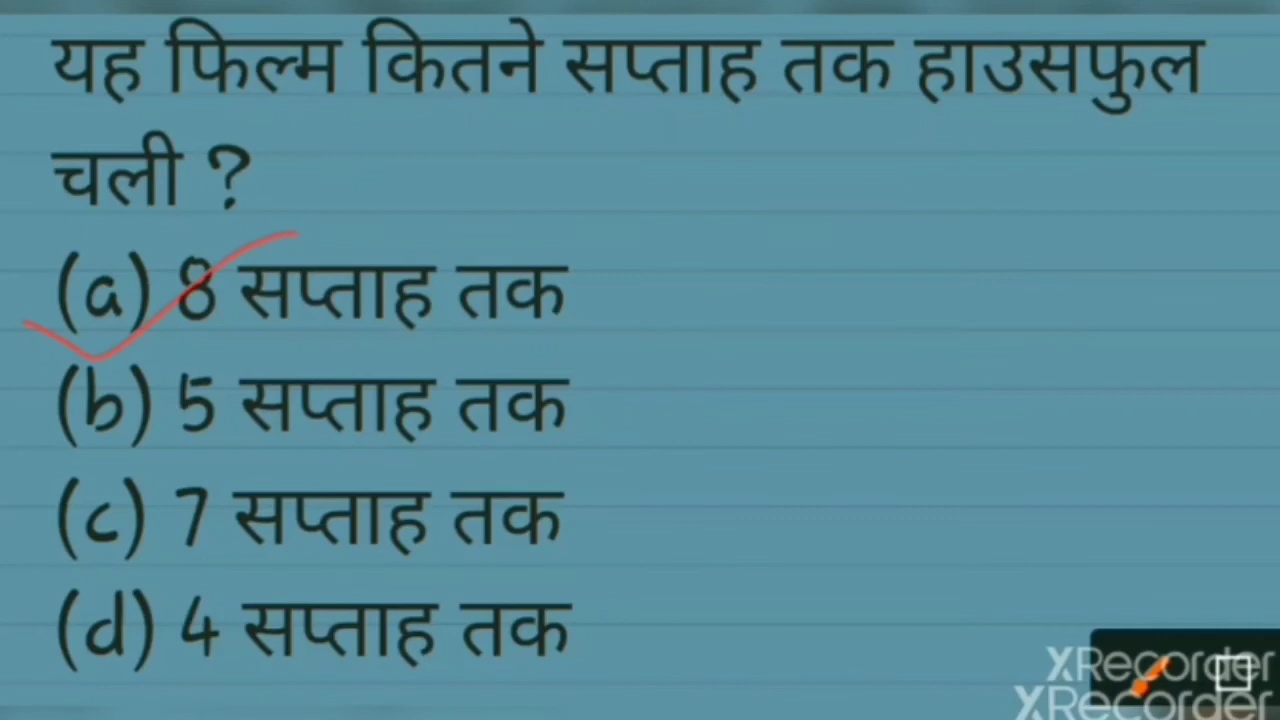 यह फिल्म कितने सप्ताह तक हाउसफुल
चली ?
(a) 8 सप्ताह तक
(b) 5 सप्ताह तक
(c) 7 सप्ताह तक
(d) 4 सप्ताह तक
XRecorder
XRecorder